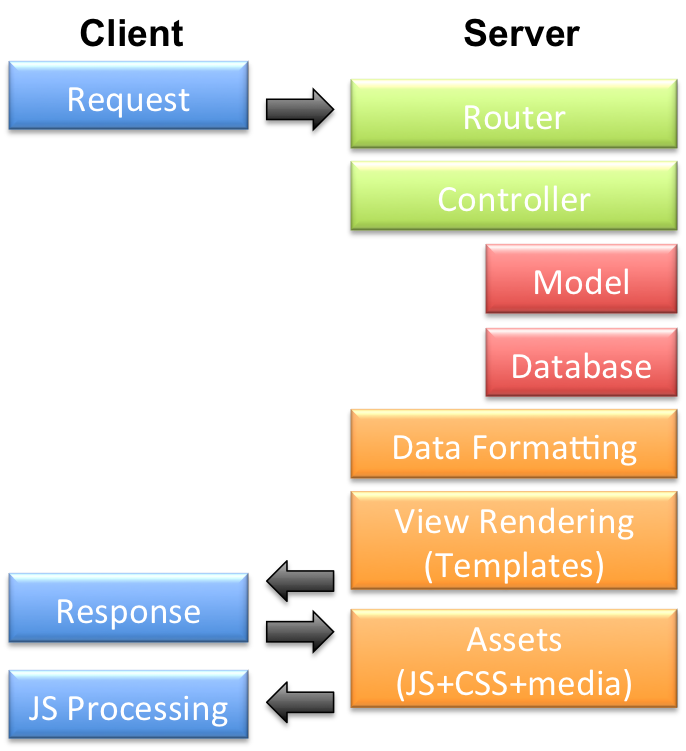 Client
Server
Request
Router
Controller
Model
Database
Data Formatting
View Rendering
(Templates)
Response
Assets
(JS+CSS+media)
JS Processing